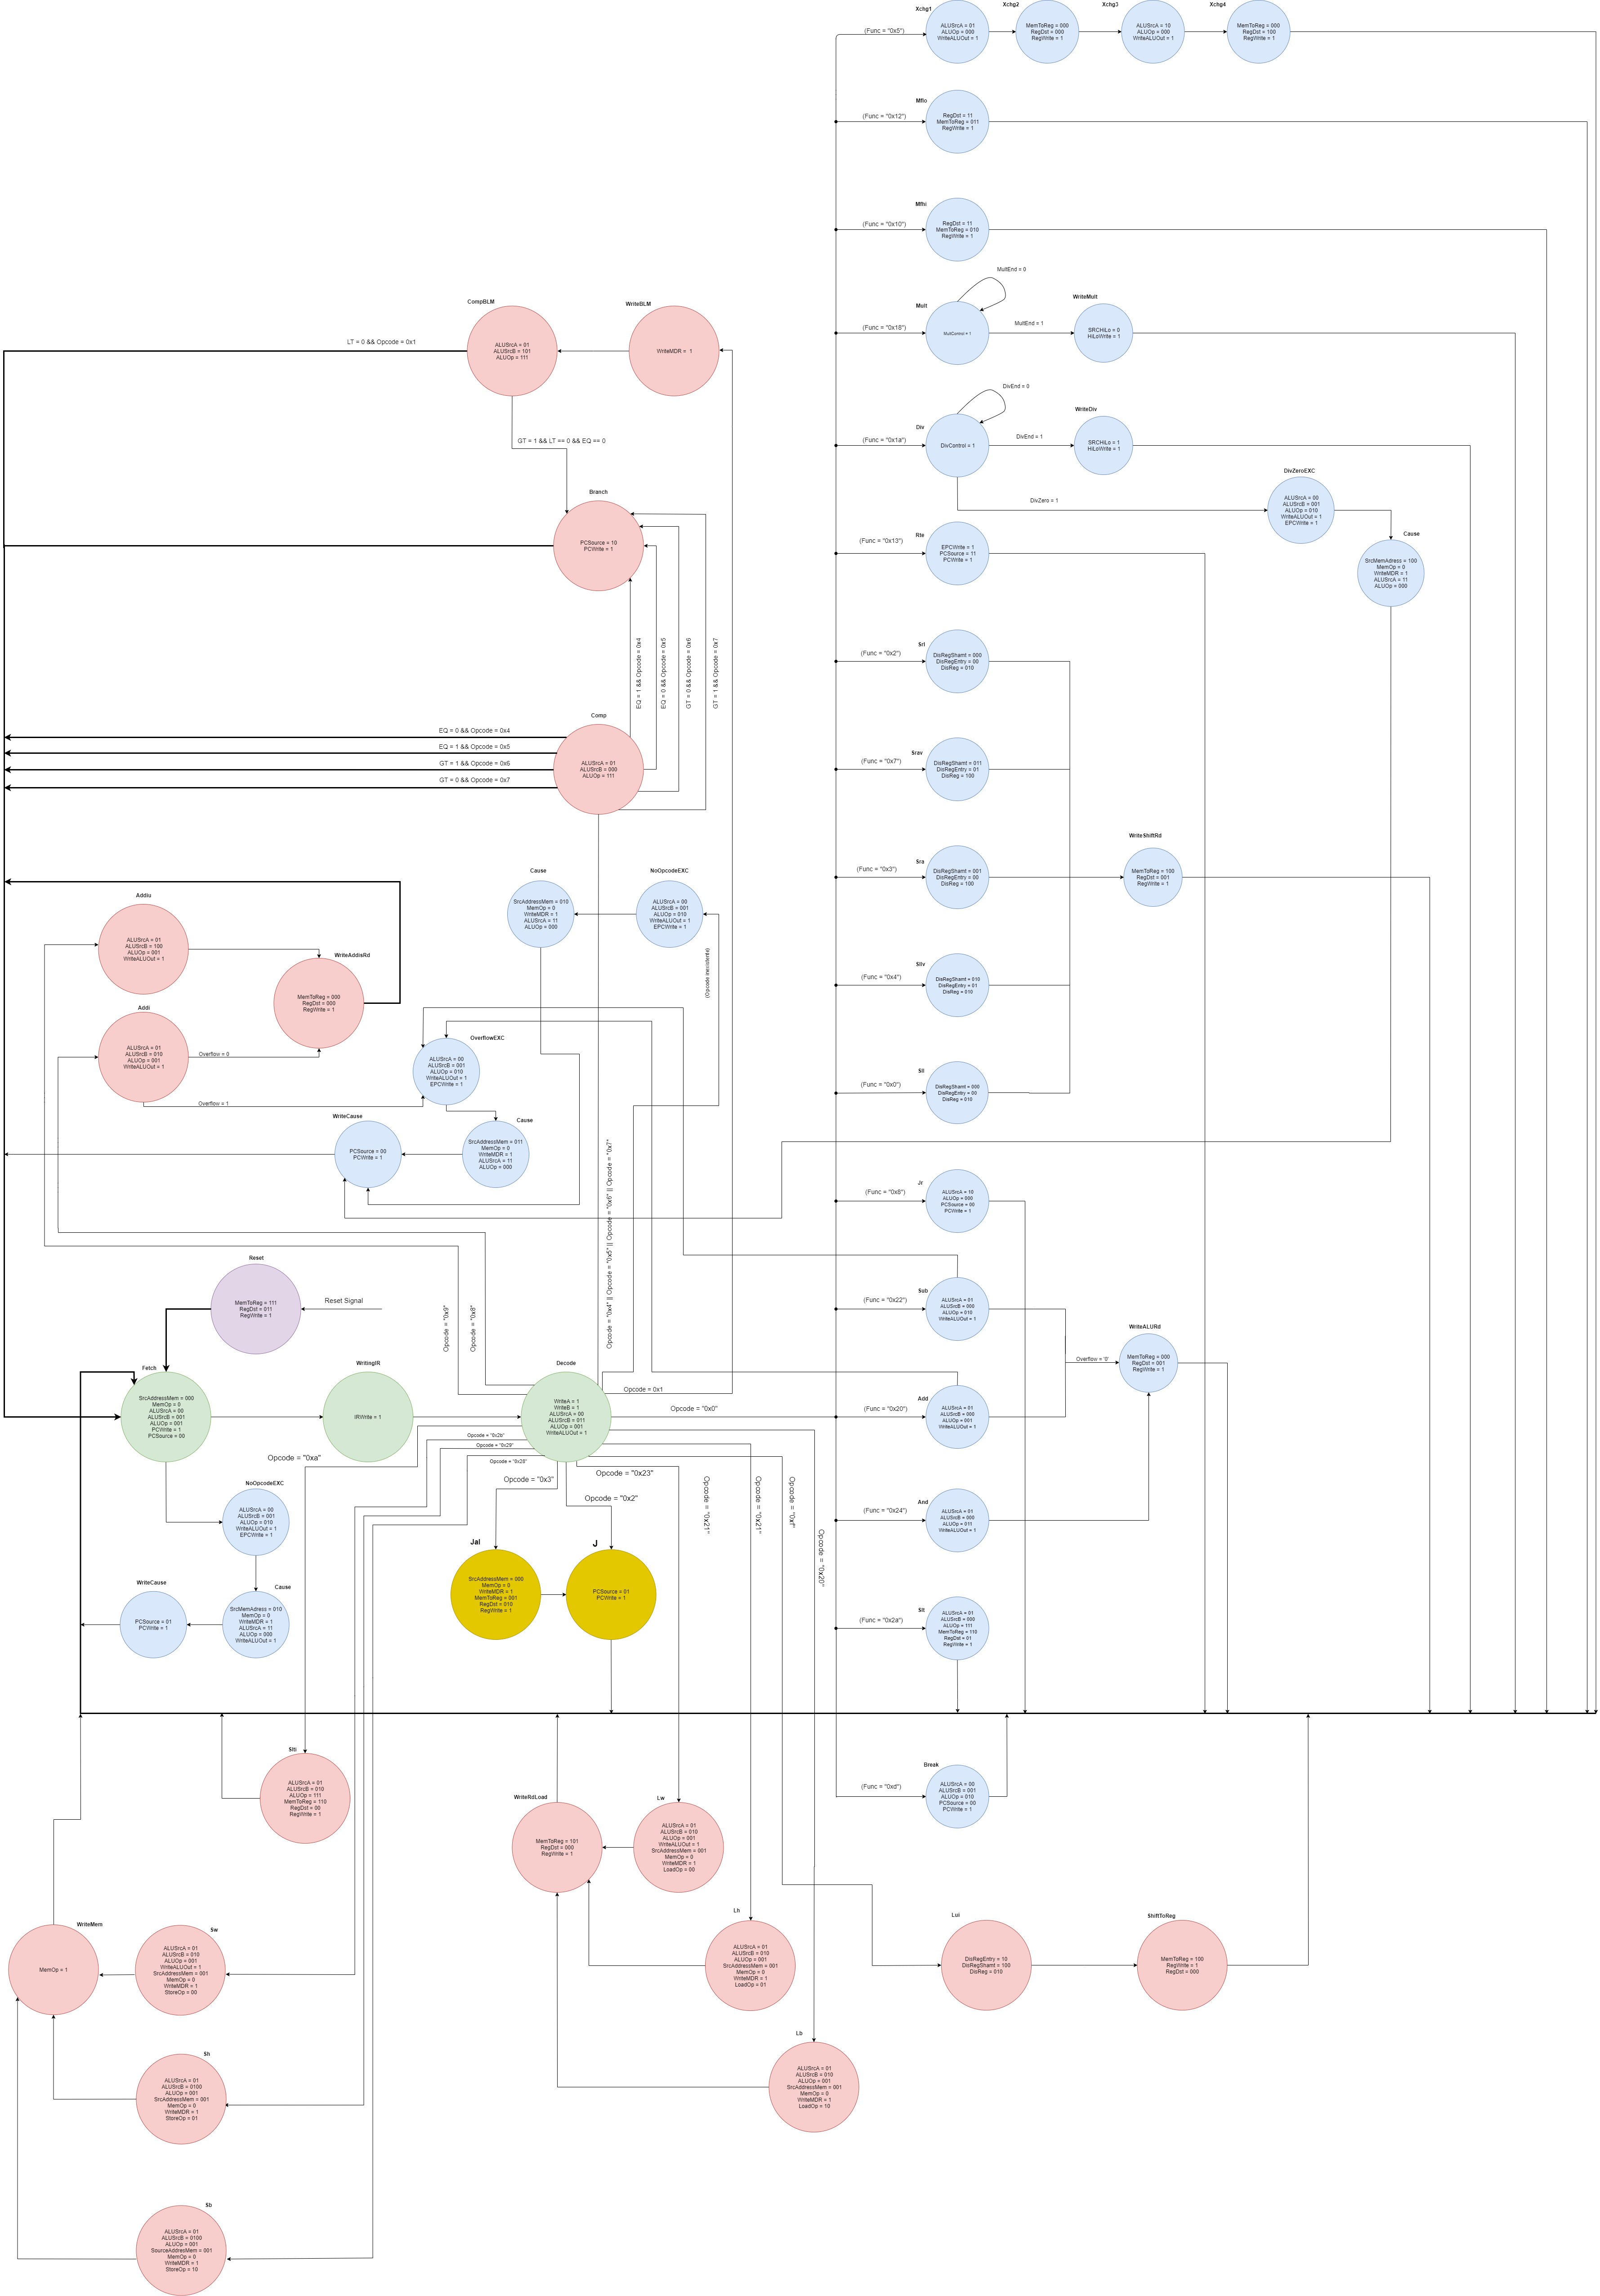 Xchg1
Xchg2
Xchg3
Xchg4
(Func = "0x5")
ALUSrcA = 01
ALUOp = 000
WriteALUOut = 1
MemToReg = 000
RegDst = 000
RegWrite = 1
ALUSrcA = 10
ALUOp = 000
WriteALUOut = 1
MemToReg = 000
RegDst = 100
RegWrite = 1
Mflo
(Func = "0x12")
RegDst = 11
MemToReg = 011
RegWrite = 1
Mfhi
(Func = "0x10")
RegDst = 11
MemToReg = 010
RegWrite = 1
MultEnd = 0
Mult
(Func = "0x18")
MultControl = 1
MultEnd = 1
WriteMult
SRCHiLo = 0
HiLoWrite = 1
CompBLM
WriteBLM
LT = 0 && Opcode = 0x1
ALUSrcA = 01
ALUSrcB = 101
ALUOp = 111
WriteMDR = 1
GT = 1 && LT == 0 && EQ == 0
DivEnd = 0
Div
(Func = "0x1a")
DivControl = 1
DivEnd = 1
WriteDiv
SRCHiLo = 1
HiLoWrite = 1
DivZero = 1
DivZeroEXC
ALUSrcA = 00
ALUSrcB = 001
ALUOp = 010
WriteALUOut = 1
EPCWrite = 1
Cause
SrcMemAdress = 100
MemOp = 0
WriteMDR = 1
ALUSrcA = 11
ALUOp = 000
Branch
PCSource = 10
PCWrite = 1
Rte
(Func = "0x13")
EPCWrite = 1
PCSource = 11
PCWrite = 1
EQ = 1 && Opcode = 0x4
EQ = 0 && Opcode = 0x5
GT = 0 && Opcode = 0x6
GT = 1 && Opcode = 0x7
Srl
(Func = "0x2")
DisRegShamt = 000
DisRegEntry = 00
DisReg = 010
Comp
EQ = 0 && Opcode = 0x4
EQ = 1 && Opcode = 0x5
GT = 1 && Opcode = 0x6
GT = 0 && Opcode = 0x7
ALUSrcA = 01
ALUSrcB = 000
ALUOp = 111
Srav
(Func = "0x7")
DisRegShamt = 011
DisRegEntry = 01
DisReg = 100
Sra
(Func = "0x3")
DisRegShamt = 001
DisRegEntry = 00
DisReg = 100
WriteShiftRd
MemToReg = 100
RegDst = 001
RegWrite = 1
Addiu
ALUSrcA = 01
ALUSrcB = 100
ALUOp = 001
WriteALUOut = 1
WriteAddisRd
MemToReg = 000
RegDst = 000
RegWrite = 1
Addi
ALUSrcA = 01
ALUSrcB = 010
ALUOp = 001
WriteALUOut = 1
Overflow = 0
Overflow = 1
Cause
SrcAddressMem = 010
MemOp = 0
WriteMDR = 1
ALUSrcA = 11
ALUOp = 000
NoOpcodeEXC
ALUSrcA = 00
ALUSrcB = 001
ALUOp = 010
WriteALUOut = 1
EPCWrite = 1
(Opcode inexistente)
Sllv
(Func = "0x4")
DisRegShamt = 010
DisRegEntry = 01
DisReg = 010
OverflowEXC
ALUSrcA = 00
ALUSrcB = 001
ALUOp = 010
WriteALUOut = 1
EPCWrite = 1
Cause
SrcAddressMem = 011
MemOp = 0
WriteMDR = 1
ALUSrcA = 11
ALUOp = 000
WriteCause
PCSource = 00
PCWrite = 1
Sll
(Func = "0x0")
DisRegShamt = 000
DisRegEntry = 00
DisReg = 010
Opcode = "0x4" || Opcode = "0x5" || Opcode = "0x6" || Opcode = "0x7"
Jr
(Func = "0x8")
ALUSrcA = 10
ALUOp = 000
PCSource = 00
PCWrite = 1
Reset
MemToReg = 111
RegDst = 011
RegWrite = 1
Reset Signal
Opcode = "0x9"
Opcode = "0x8"
Sub
(Func = "0x22")
ALUSrcA = 01
ALUSrcB = 000
ALUOp = 010
WriteALUOut = 1
WriteALURd
Overflow = '0'
MemToReg = 000
RegDst = 001
RegWrite = 1
Fetch
SrcAddressMem = 000
MemOp = 0
ALUSrcA = 00
ALUSrcB = 001
ALUOp = 001
PCWrite = 1
PCSource = 00
WritingIR
IRWrite = 1
Decode
WriteA = 1
WriteB = 1
ALUSrcA = 00
ALUSrcB = 011
ALUOp = 001
WriteALUOut = 1
Opcode = 0x1
Opcode = "0x0"
Add
(Func = "0x20")
ALUSrcA = 01
ALUSrcB = 000
ALUOp = 001
WriteALUOut = 1
Opcode = "0xa"
Opcode = "0x2b"
Opcode = "0x29"
Opcode = "0x28"
Opcode = "0x3"
Opcode = "0x2"
Opcode = "0x23"
Opcode = "0x21"
Opcode = "0x21"
Opcode = "0xf"
Opcode = "0x20"
NoOpcodeEXC
ALUSrcA = 00
ALUSrcB = 001
ALUOp = 010
WriteALUOut = 1
EPCWrite = 1
And
(Func = "0x24")
ALUSrcA = 01
ALUSrcB = 000
ALUOp = 011
WriteALUOut = 1
Jal
SrcAddressMem = 000
MemOp = 0
WriteMDR = 1
MemToReg = 001
RegDst = 010
RegWrite = 1
J
PCSource = 01
PCWrite = 1
WriteCause
PCSource = 01
PCWrite = 1
Cause
SrcMemAdress = 010
MemOp = 0
WriteMDR = 1
ALUSrcA = 11
ALUOp = 000
WriteALUOut = 1
Slt
(Func = "0x2a")
ALUSrcA = 01
ALUSrcB = 000
ALUOp = 111
MemToReg = 110
RegDst = 01
RegWrite = 1
Slti
ALUSrcA = 01
ALUSrcB = 010
ALUOp = 111
MemToReg = 110
RegDst = 00
RegWrite = 1
Break
(Func = "0xd")
ALUSrcA = 00
ALUSrcB = 001
ALUOp = 010
PCSource = 00
PCWrite = 1
WriteRdLoad
MemToReg = 101
RegDst = 000
RegWrite = 1
Lw
ALUSrcA = 01
ALUSrcB = 010
ALUOp = 001
WriteALUOut = 1
SrcAddressMem = 001
MemOp = 0
WriteMDR = 1
LoadOp = 00
Lh
ALUSrcA = 01
ALUSrcB = 010
ALUOp = 001
SrcAddressMem = 001
MemOp = 0
WriteMDR = 1
LoadOp = 01
Lui
DisRegEntry = 10
DisRegShamt = 100
DisReg = 010
ShiftToReg
MemToReg = 100
RegWrite = 1
RegDst = 000
WriteMem
MemOp = 1
Sw
ALUSrcA = 01
ALUSrcB = 010
ALUOp = 001
WriteALUOut = 1
SrcAddressMem = 001
MemOp = 0
WriteMDR = 1
StoreOp = 00
Lb
ALUSrcA = 01
ALUSrcB = 010
ALUOp = 001
SrcAddressMem = 001
MemOp = 0
WriteMDR = 1
LoadOp = 10
Sh
ALUSrcA = 01
ALUSrcB = 0100
ALUOp = 001
SrcAddressMem = 001
MemOp = 0
WriteMDR = 1
StoreOp = 01
Sb
ALUSrcA = 01
ALUSrcB = 0100
ALUOp = 001
SourceAddresMem = 001
MemOp = 0
WriteMDR = 1
StoreOp = 10